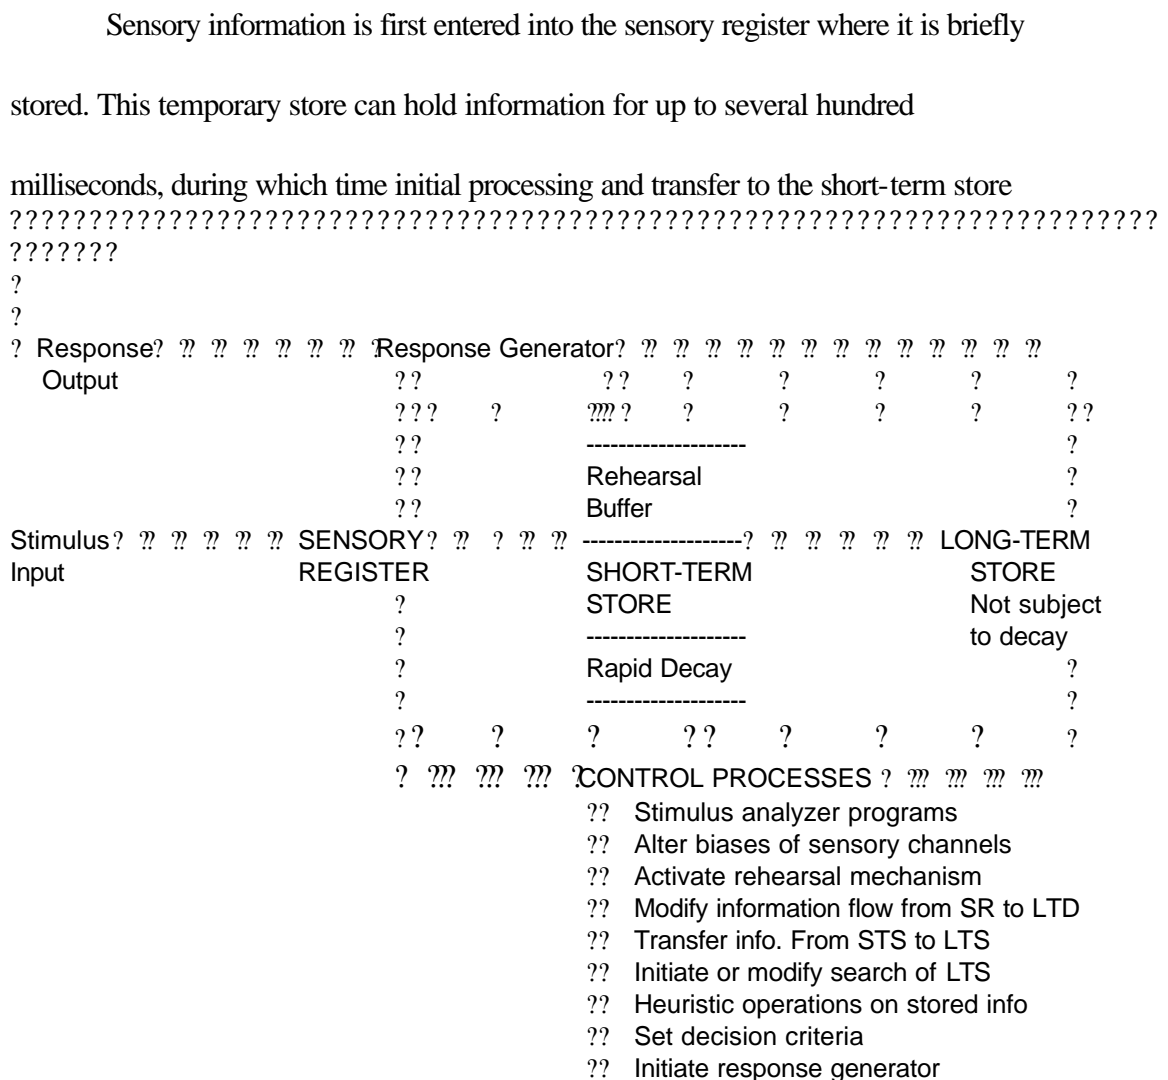 Sensory information is first entered into the sensory register where it is briefly
stored. This temporary store can hold information for up to several hundred
milliseconds, during which time initial processing and transfer to the short-term store
????????????????????????????????????????????????????????????????????????
???????
?
?
? Response? ?? ?? ?? ?? ?? ?? ?Response Generator? ?? ?? ?? ?? ?? ?? ?? ?? ?? ?? ?? ?? ??
Output ?? ?? ? ? ? ? ?
??? ? ????? ? ? ? ? ??
?? -------------------- ?
?? Rehearsal ?
?? Buffer ?
Stimulus? ?? ?? ?? ?? ?? SENSORY? ?? ? ?? ?? --------------------? ?? ?? ?? ?? ?? LONG-TERM
Input REGISTER SHORT-TERM STORE
? STORE Not subject
? -------------------- to decay
? Rapid Decay ?
? -------------------- ?
?? ? ? ?? ? ? ? ?
? ??? ??? ??? ?CONTROL PROCESSES ? ??? ??? ??? ???
?? Stimulus analyzer programs
?? Alter biases of sensory channels
?? Activate rehearsal mechanism
?? Modify information flow from SR to LTD
?? Transfer info. From STS to LTS
?? Initiate or modify search of LTS
?? Heuristic operations on stored info
?? Set decision criteria
?? Initiate response generator